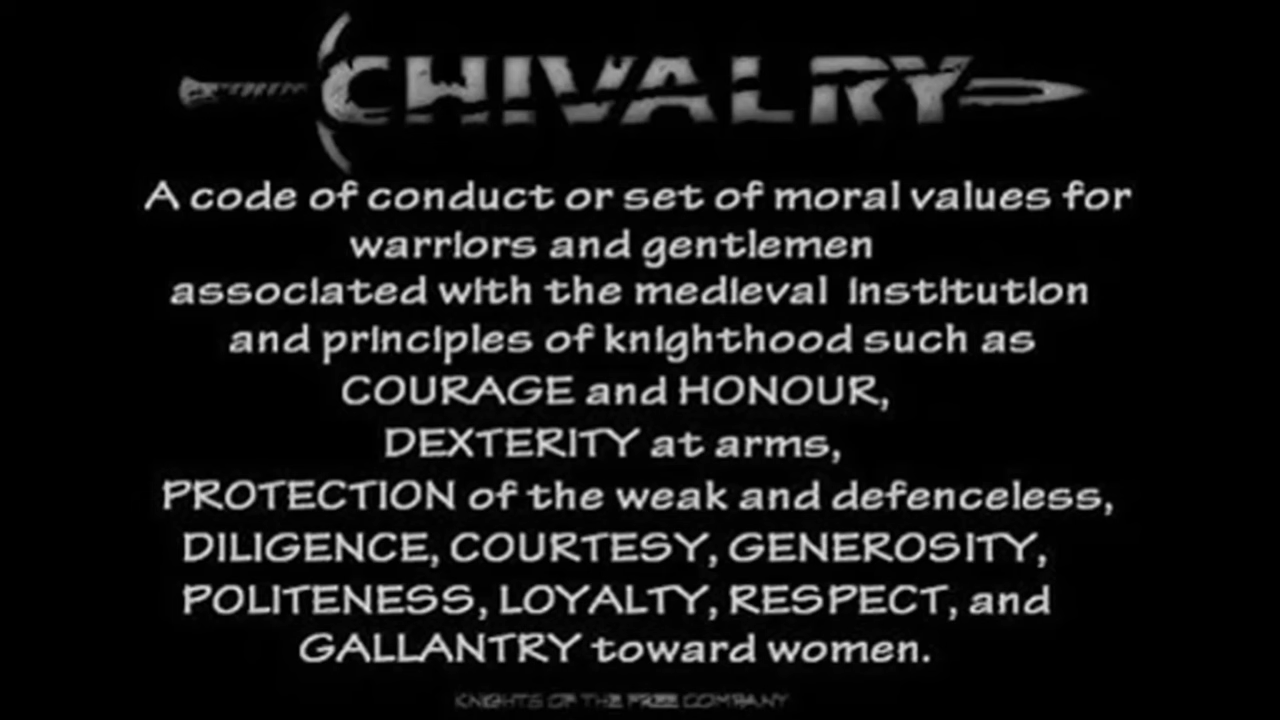 CHIVALRY
A code of conduct or set of moral values for
warriors and gentlemen
associated with the medieval institution
and principles of knighthood such as
COURAGE and HONOUR,
DEXTERITY at arms,
PROTECTION of the weak and defenceless,
DILIGENCE, COURTESY, GENEROSITY,
POLITENESS, LOYALTY, RESPECT, and
GALLANTRY toward women.
KNIGHTS OF THE FREE COMPANY